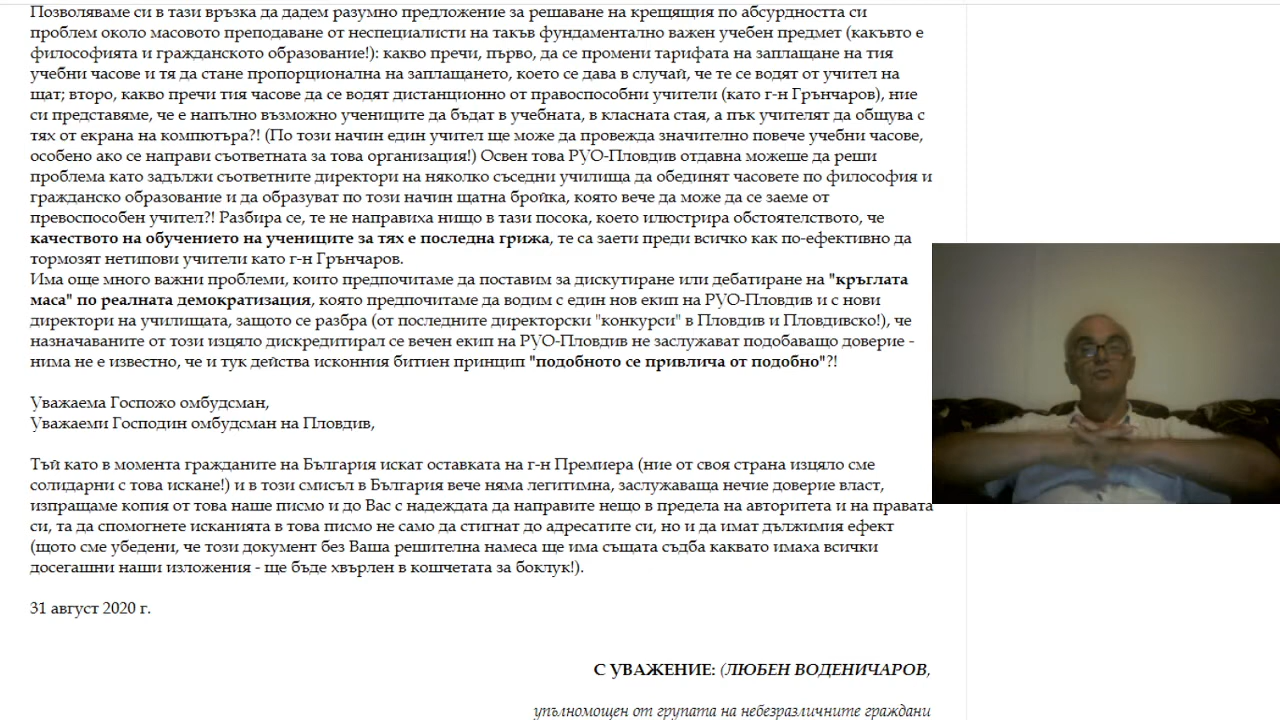 Позволяваме си в тази връзка да дадем разумно предложение за решаване на крещящия по абсурдността си
проблем около масовото преподаване от неспециалисти на такъв фундаментално важен учебен предмет (какъвто е
философията и гражданското образование!): какво пречи, първо, да се промени тарифата на заплащане на тия
учебни часове и тя да стане пропорционална на заплащането, което се дава в случай, че те се водят от учител на
щат; второ, какво пречи тия часове да се водят дистанционно от правоспособни учители (като г-н Грънчаров), ние
си представяме, че е напълно възможно учениците да бъдат в учебната, в класната стая, а пък учителят да общува с
тях от екрана на компютъра?! (По този начин един учител ще може да провежда значително повече учебни часове,
особено ако се направи съответната за това организация!) Освен това РУО-Пловдив отдавна можеше да реши
проблема като задължи съответните директори на няколко съседни училища да обединят часовете по философия и
гражданско образование и да образуват по този начин щатна бройка, която вече да може да се заеме от
превоспособен учител?! Разбира се, те не направиха нищо в тази посока, което илюстрира обстоятелството, че
качеството на обучението на учениците за тях е последна грижа, те са заети преди всичко как по-ефективно да
тормозят нетипови учители като г-н Грънчаров.
Има още много важни проблеми, които предпочитаме да поставим за дискутиране или дебатиране на "кръглата
маса" по реалната демократизация, която предпочитаме да водим с един нов екип на РУО-Пловдив и с нови
директори на училищата, защото се разбра (от последните директорски "конкурси" в Пловдив и Пловдивско!), че
назначаваните от този изцяло дискредитирал се вечен екип на РУО-Пловдив не заслужават подобаващо доверие -
нима не е известно, че и тук действа исконния битиен принцип "подобното се привлича от подобно"?!
Уважаема Госпожо омбудсман,
Уважаеми Господин омбудсман на Пловдив,
Тъй като в момента гражданите на България искат оставката на г-н Премиера (ние от своя страна изцяло сме
солидарни с това искане!) и в този смисъл в България вече няма легитимна, заслужаваща нечие доверие власт,
изпращаме копия от това наше писмо и до Вас с надеждата да направите нещо в предела на авторитета и на правата
си, та да спомогнете исканията в това писмо не само да стигнат до адресатите си, но и да имат дължимия ефект
(щото сме убедени, че този документ без Ваша решителна намеса ще има същата съдба каквато имаха всички
досегашни наши изложения - ще бъде хвърлен в кошчетата за боклук!).
31 август 2020 г.
С УВАЖЕНИЕ: (ЛЮБЕН ВОДЕНИЧАРОВ,
упълномощен от групата на небезразличните граждани